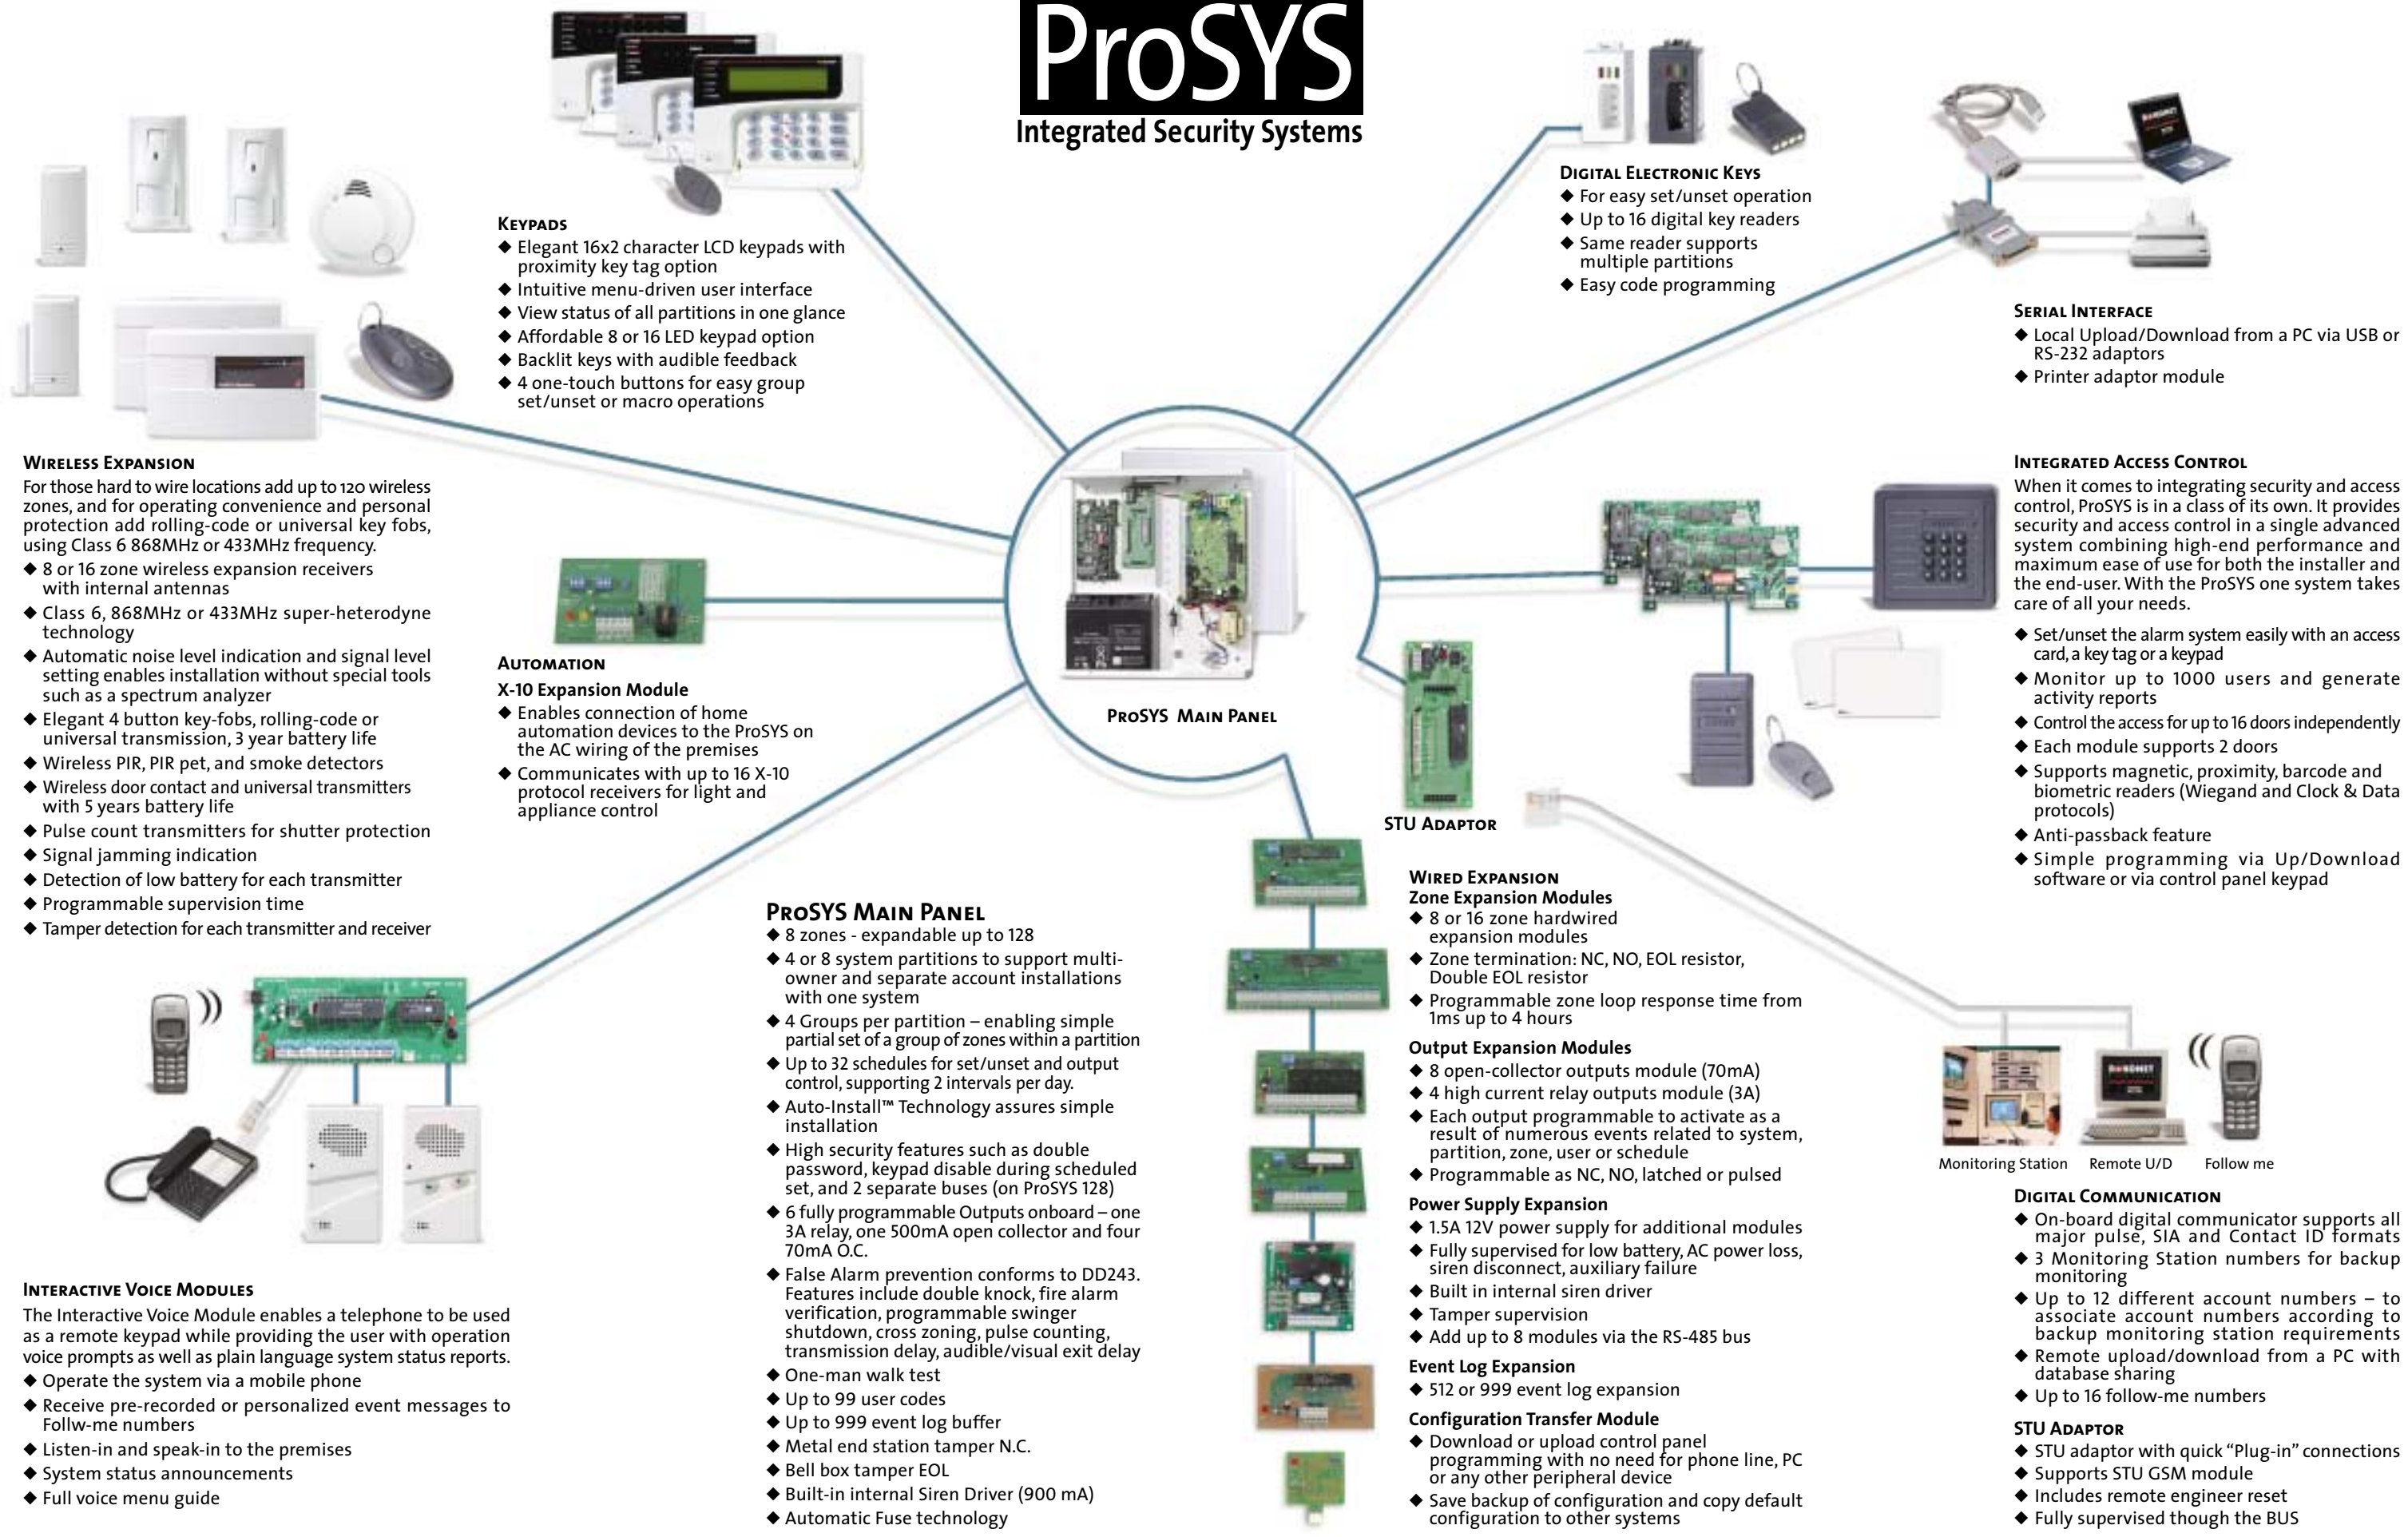 ProSYS
Integrated Security Systems
KEYPADS
◆ Elegant 16x2 character LCD keypads with
proximity key tag option
◆ Intuitive menu-driven user interface
◆ View status of all partitions in one glance
◆ Affordable 8 or 16 LED keypad option
◆ Backlit keys with audible feedback
◆ 4 one-touch buttons for easy group
set/unset or macro operations
DIGITAL ELECTRONIC KEYS
◆ For easy set/unset operation
◆ Up to 16 digital key readers
◆ Same reader supports
multiple partitions
◆ Easy code programming
SERIAL INTERFACE
◆ Local Upload/Download from a PC via USB or
RS-232 adaptors
◆ Printer adaptor module
WIRELESS EXPANSION
For those hard to wire locations add up to 120 wireless
zones, and for operating convenience and personal
protection add rolling-code or universal key fobs,
using Class 6 868MHz or 433MHz frequency.
◆ 8 or 16 zone wireless expansion receivers
with internal antennas
◆ Class 6, 868MHz or 433MHz super-heterodyne
technology
◆ Automatic noise level indication and signal level
setting enables installation without special tools
such as a spectrum analyzer
◆ Elegant 4 button key-fobs, rolling-code or
universal transmission, 3 year battery life
◆ Wireless PIR, PIR pet, and smoke detectors
◆ Wireless door contact and universal transmitters
with 5 years battery life
◆ Pulse count transmitters for shutter protection
◆ Signal jamming indication
◆ Detection of low battery for each transmitter
◆ Programmable supervision time
◆ Tamper detection for each transmitter and receiver
AUTOMATION
X-10 Expansion Module
◆ Enables connection of home
automation devices to the ProSYS on
the AC wiring of the premises
◆ Communicates with up to 16 X-10
protocol receivers for light and
appliance control
PROSYS MAIN PANEL
STU ADAPTOR
INTEGRATED ACCESS CONTROL
When it comes to integrating security and access
control, ProSYS is in a class of its own. It provides
security and access control in a single advanced
system combining high-end performance and
maximum ease of use for both the installer and
the end-user. With the ProSYS one system takes
care of all your needs.
◆ Set/unset the alarm system easily with an access
card, a key tag or a keypad
◆ Monitor up to 1000 users and generate
activity reports
◆ Control the access for up to 16 doors independently
◆ Each module supports 2 doors
◆ Supports magnetic, proximity, barcode and
biometric readers (Wiegand and Clock & Data
protocols)
◆ Anti-passback feature
◆ Simple programming via Up/Download
software or via control panel keypad
INTERACTIVE VOICE MODULES
The Interactive Voice Module enables a telephone to be used
as a remote keypad while providing the user with operation
voice prompts as well as plain language system status reports.
◆ Operate the system via a mobile phone
◆ Receive pre-recorded or personalized event messages to
Follw-me numbers
◆ Listen-in and speak-in to the premises
◆ System status announcements
◆ Full voice menu guide
PROSYS MAIN PANEL
◆ 8 zones - expandable up to 128
◆ 4 or 8 system partitions to support multi-
owner and separate account installations
with one system
◆ 4 Groups per partition – enabling simple
partial set of a group of zones within a partition
◆ Up to 32 schedules for set/unset and output
control, supporting 2 intervals per day.
◆ Auto-Install™ Technology assures simple
installation
◆ High security features such as double
password, keypad disable during scheduled
set, and 2 separate buses (on ProSYS 128)
◆ 6 fully programmable Outputs onboard – one
3A relay, one 500mA open collector and four
70mA O.C.
◆ False Alarm prevention conforms to DD243.
Features include double knock, fire alarm
verification, programmable swinger
shutdown, cross zoning, pulse counting,
transmission delay, audible/visual exit delay
◆ One-man walk test
◆ Up to 99 user codes
◆ Up to 999 event log buffer
◆ Metal end station tamper N.C.
◆ Bell box tamper EOL
◆ Built-in internal Siren Driver (900 mA)
◆ Automatic Fuse technology
WIRED EXPANSION
Zone Expansion Modules
◆ 8 or 16 zone hardwired
expansion modules
◆ Zone termination: NC, NO, EOL resistor,
Double EOL resistor
◆ Programmable zone loop response time from
1ms up to 4 hours
Output Expansion Modules
◆ 8 open-collector outputs module (70mA)
◆ 4 high current relay outputs module (3A)
◆ Each output programmable to activate as a
result of numerous events related to system,
partition, zone, user or schedule
◆ Programmable as NC, NO, latched or pulsed
Power Supply Expansion
◆ 1.5A 12V power supply for additional modules
◆ Fully supervised for low battery, AC power loss,
siren disconnect, auxiliary failure
◆ Built in internal siren driver
◆ Tamper supervision
◆ Add up to 8 modules via the RS-485 bus
Event Log Expansion
◆ 512 or 999 event log expansion
Configuration Transfer Module
◆ Download or upload control panel
programming with no need for phone line, PC
or any other peripheral device
◆ Save backup of configuration and copy default
configuration to other systems
Monitoring Station Remote U/D Follow me
DIGITAL COMMUNICATION
◆ On-board digital communicator supports all
major pulse, SIA and Contact ID formats
◆ 3 Monitoring Station numbers for backup
monitoring
◆ Up to 12 different account numbers – to
associate account numbers according to
backup monitoring station requirements
◆ Remote upload/download from a PC with
database sharing
◆ Up to 16 follow-me numbers
STU ADAPTOR
◆ STU adaptor with quick “Plug-in” connections
◆ Supports STU GSM module
◆ Includes remote engineer reset
◆ Fully supervised though the BUS